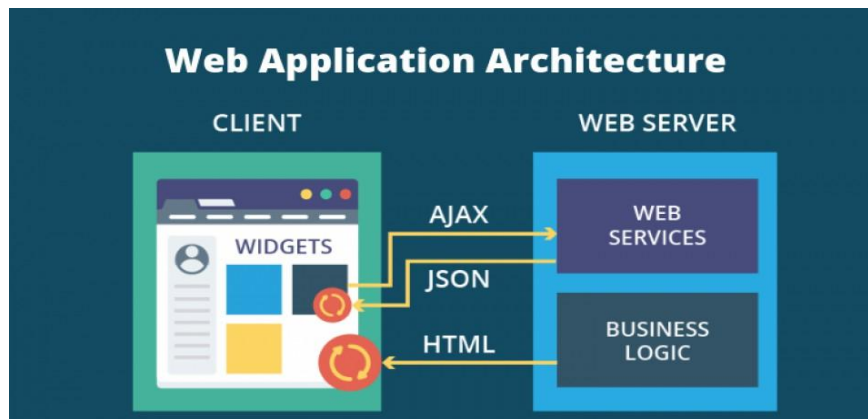 Web Application Architecture
CLIENT
WEB SERVER
WIDGETS
AJAX
JSON
HTML
WEB
SERVICES
BUSINESS
LOGIC